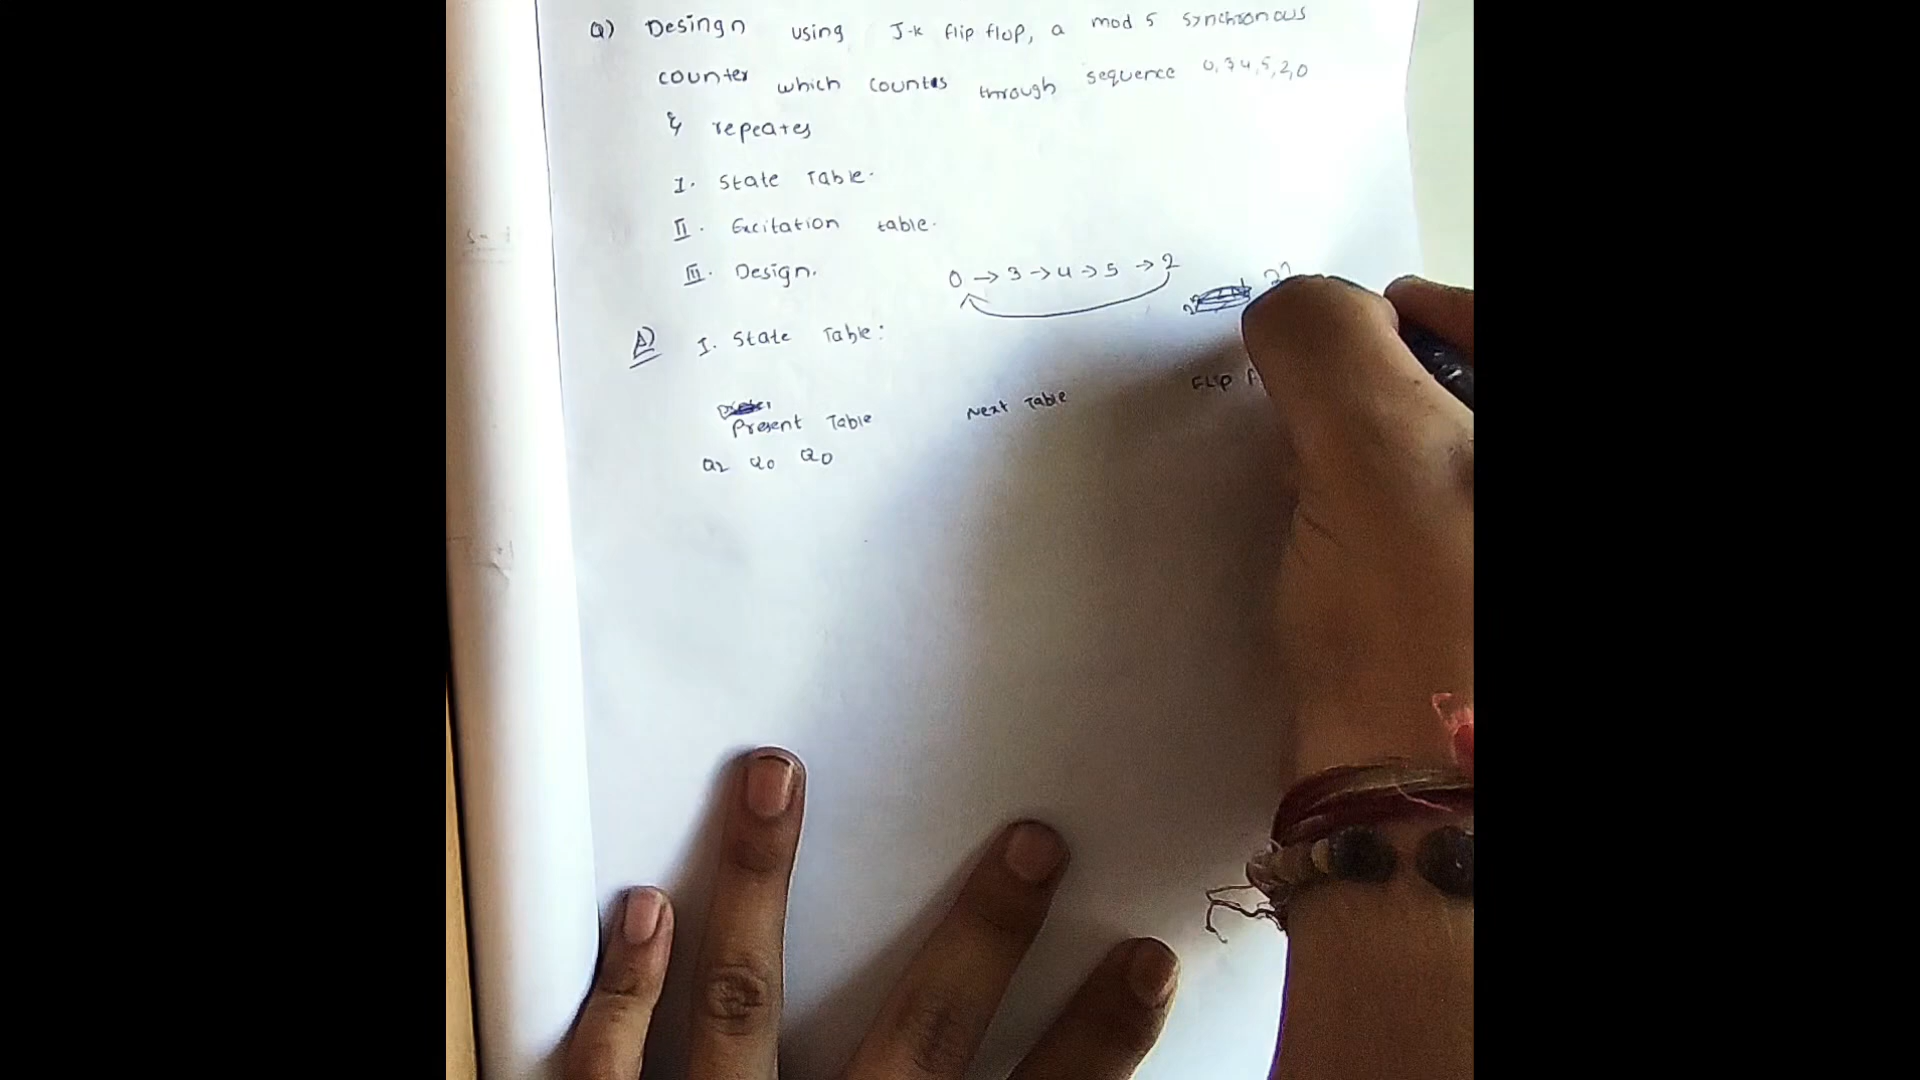 Q) Desingn using J-k flip flop, a mod 5 synchronous
counter which counts through sequence 0,3,4,5,2,0
& repeates
I. State Table.
II. Excitation table.
III. Design.
0 → 3 → 4 → 5 → 2
A) I. State Table:
Present Table Next Table Flip
Q2 Q0 Q0